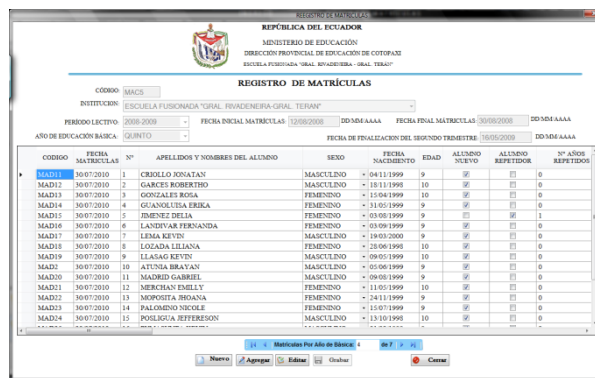 REEGISTRO DE MATRÍCULAS
REPÚBLICA DEL ECUADOR
MINISTERIO DE EDUCACIÓN
DIRECCIÓN PROVINCIAL DE EDUCACIÓN DE COTOPAXI
ESCUELA FUSIONADA "GRAL. RIVADENEIRA - GRAL. TERÁN"
REGISTRO DE MATRÍCULAS
CÓDIGO: MAC5
INSTITUCION: ESCUELA FUSIONADA "GRAL. RIVADENEIRA-GRAL. TERAN"
PERÍODO LECTIVO: 2008-2009 FECHA INICIAL MATRICULAS: 12/08/2008 DD/MM/AAAA FECHA FINAL MÁTRICULAS: 30/08/2008 DD/MM/AAAA
AÑO DE EDUCACIÓN BÁSICA: QUINTO FECHA DE FINALIZACION DEL SEGUNDO TRIMESTRE: 16/05/2009 DD/MM/AAAA
CODIGO FECHA MATRICULAS Nº APELLIDOS Y NOMBRES DEL ALUMNO SEXO FECHA NACIMIENTO EDAD ALUMNO NUEVO ALUMNO REPETIDOR Nº AÑOS REPETIDOS
MAD11 30/07/2010 1 CRIOLLO JONATAN MASCULINO 04/11/1999 9 0
MAD12 30/07/2010 2 GARCES ROBERTHO MASCULINO 18/11/1998 10 0
MAD13 30/07/2010 3 GONZALES ROSA FEMENINO 15/04/1999 10 0
MAD14 30/07/2010 4 GUANOLUISA ERIKA FEMENINO 31/05/1999 9 0
MAD15 30/07/2010 5 JIMENEZ DELIA FEMENINO 03/08/1999 9 1
MAD16 30/07/2010 6 LANDIVAR FERNANDA FEMENINO 03/09/1999 9 0
MAD17 30/07/2010 7 LEMA KEVIN MASCULINO 19/03/2000 9 0
MAD18 30/07/2010 8 LOZADA LILIANA FEMENINO 28/06/1998 10 0
MAD19 30/07/2010 9 LLASAG KEVIN MASCULINO 09/05/1999 10 0
MAD2 30/07/2010 10 ATUNIA BRAYAN MASCULINO 05/06/1999 9 0
MAD20 30/07/2010 11 MADRID GABRIEL MASCULINO 09/08/1999 9 0
MAD21 30/07/2010 12 MERCHAN EMILLY FEMENINO 11/05/1999 10 0
MAD22 30/07/2010 13 MOPOSITA JHOANA FEMENINO 24/11/1999 9 0
MAD23 30/07/2010 14 PALOMINO NICOLE FEMENINO 15/07/1999 9 0
MAD24 30/07/2010 15 POSLIGUA JEFFERESON MASCULINO 13/10/1998 10 0
Matrículas Por Año de Básica: 4 de 7
Nuevo Agregar Editar Grabar Cerrar